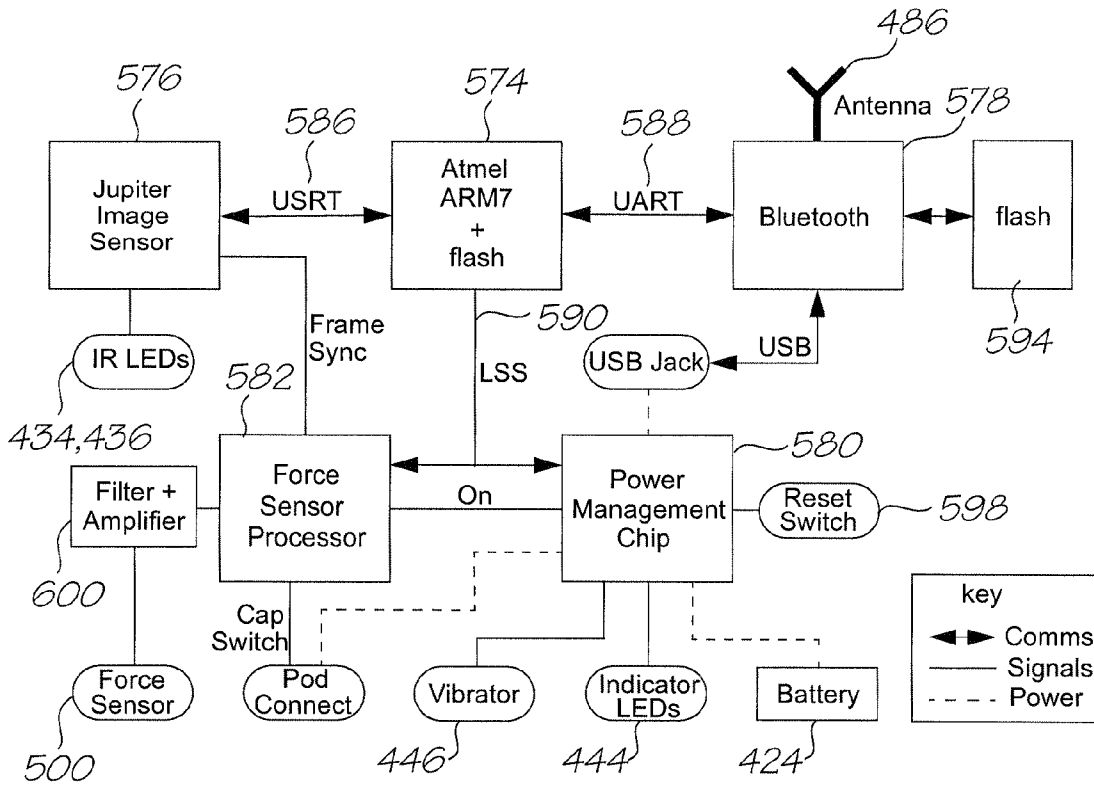 486
576
574
Antenna
578
586
588
Jupiter
Image
Sensor
USRT
Atmel
ARM7
+
flash
UART
Bluetooth
flash
Frame
Sync
590
594
IR LEDs
582
LSS
USB Jack
USB
434,436
580
Filter +
Amplifier
Force
Sensor
Processor
On
Power
Management
Chip
Reset
Switch
598
600
Cap
Switch
key
Comms
Signals
Power
Force
Sensor
Pod
Connect
Vibrator
Indicator
LEDs
Battery
500
446
444
424